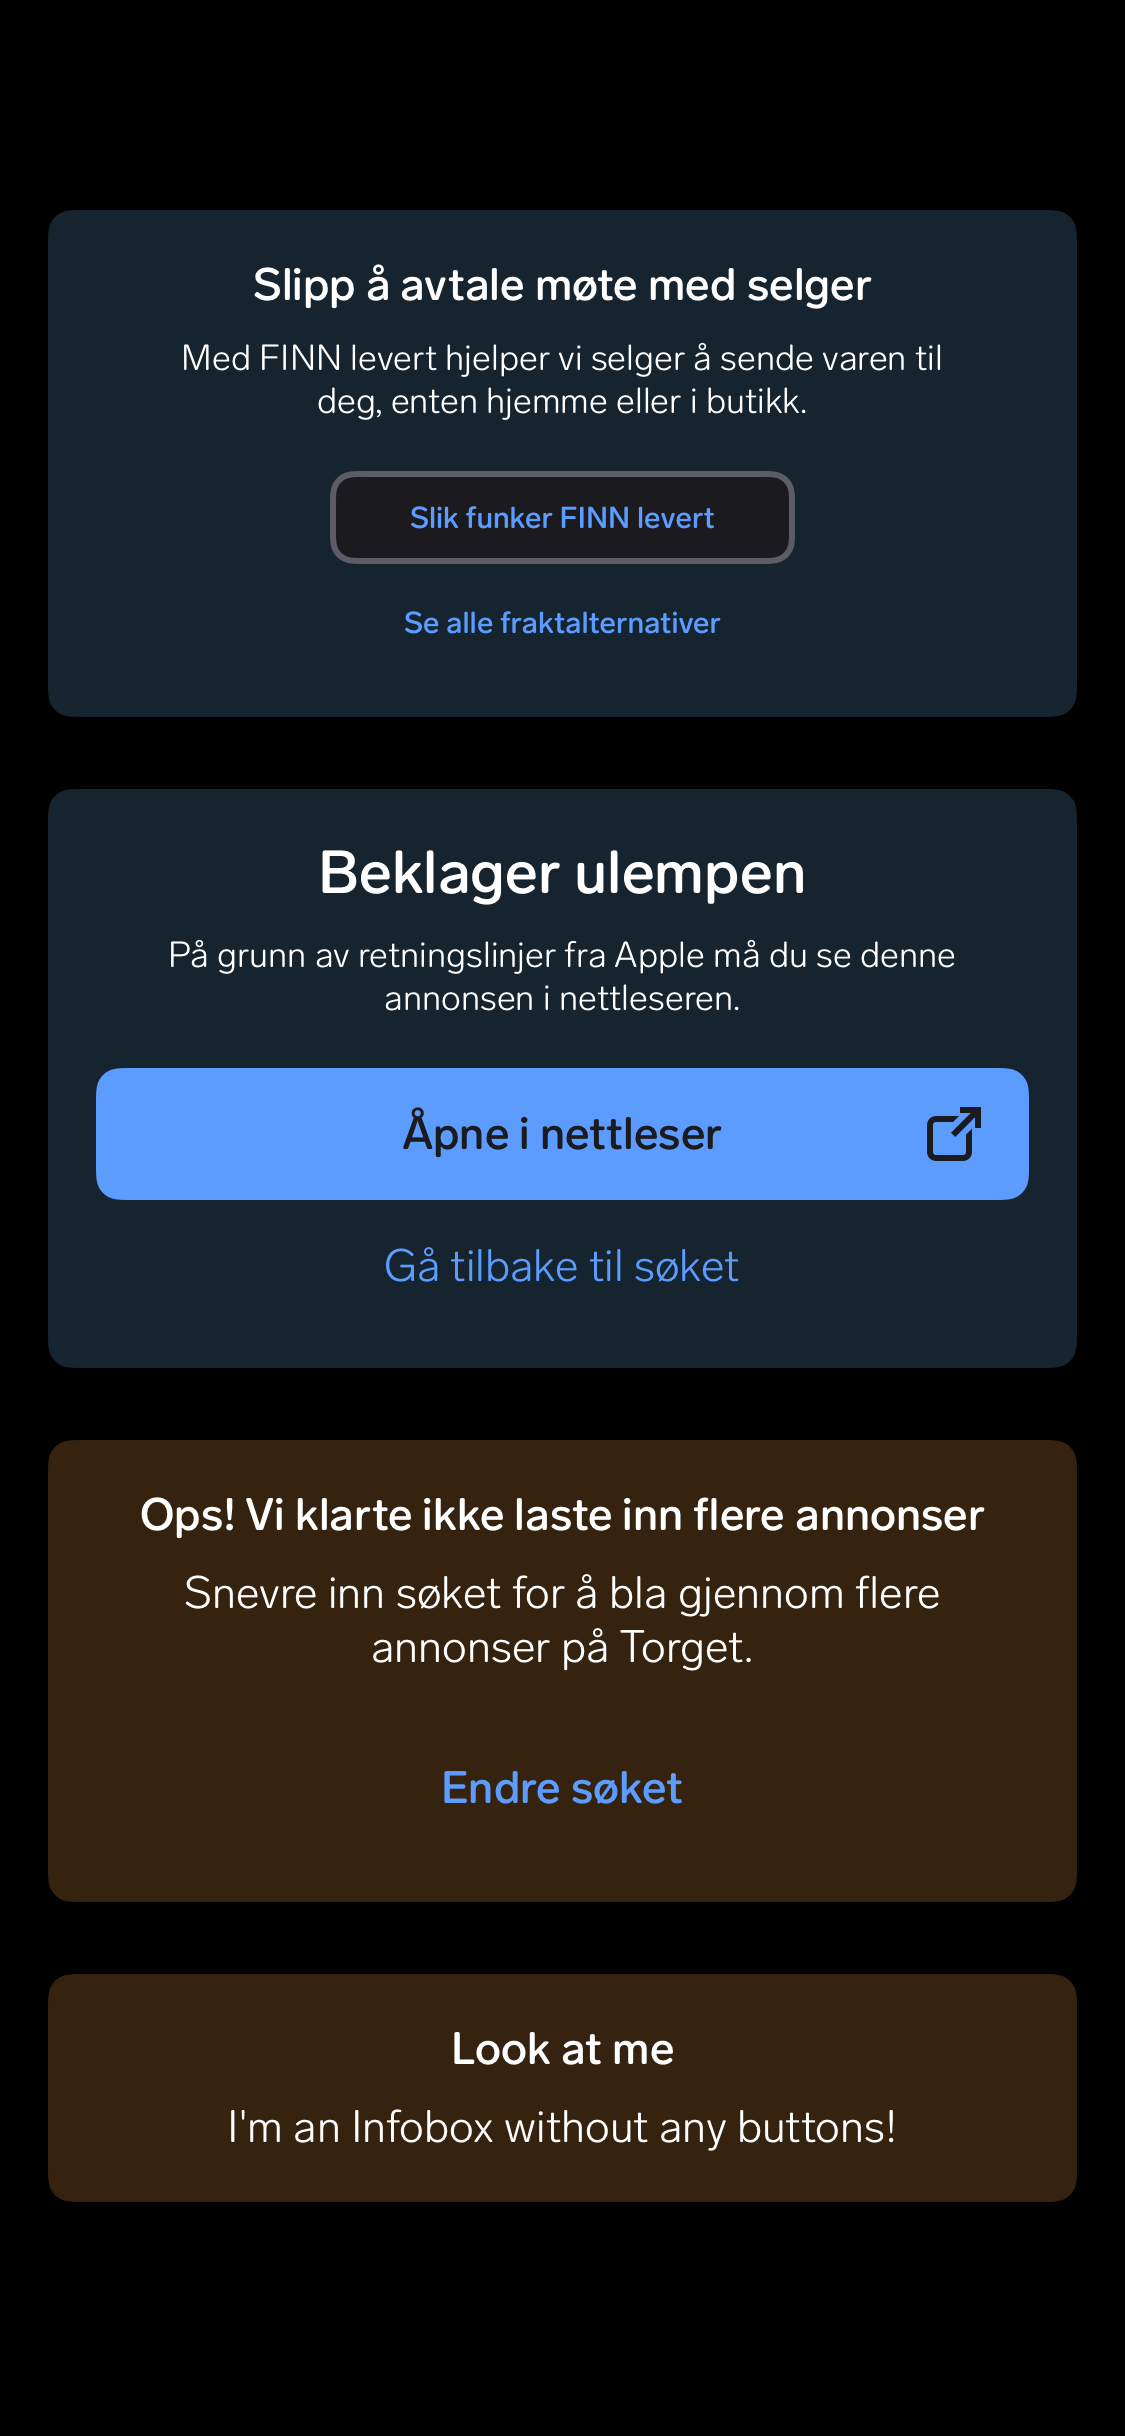 Slipp å avtale møte med selger
Med FINN levert hjelper vi selger å sende varen til
deg, enten hjemme eller i butikk.
Slik funker FINN levert
Se alle fraktalternativer
Beklager ulempen
På grunn av retningslinjer fra Apple må du se denne
annonsen i nettleseren.
Åpne i nettleser
Gå tilbake til søket
Ops! Vi klarte ikke laste inn flere annonser
Snevre inn søket for å bla gjennom flere
annonser på Torget.
Endre søket
Look at me
I'm an Infobox without any buttons!